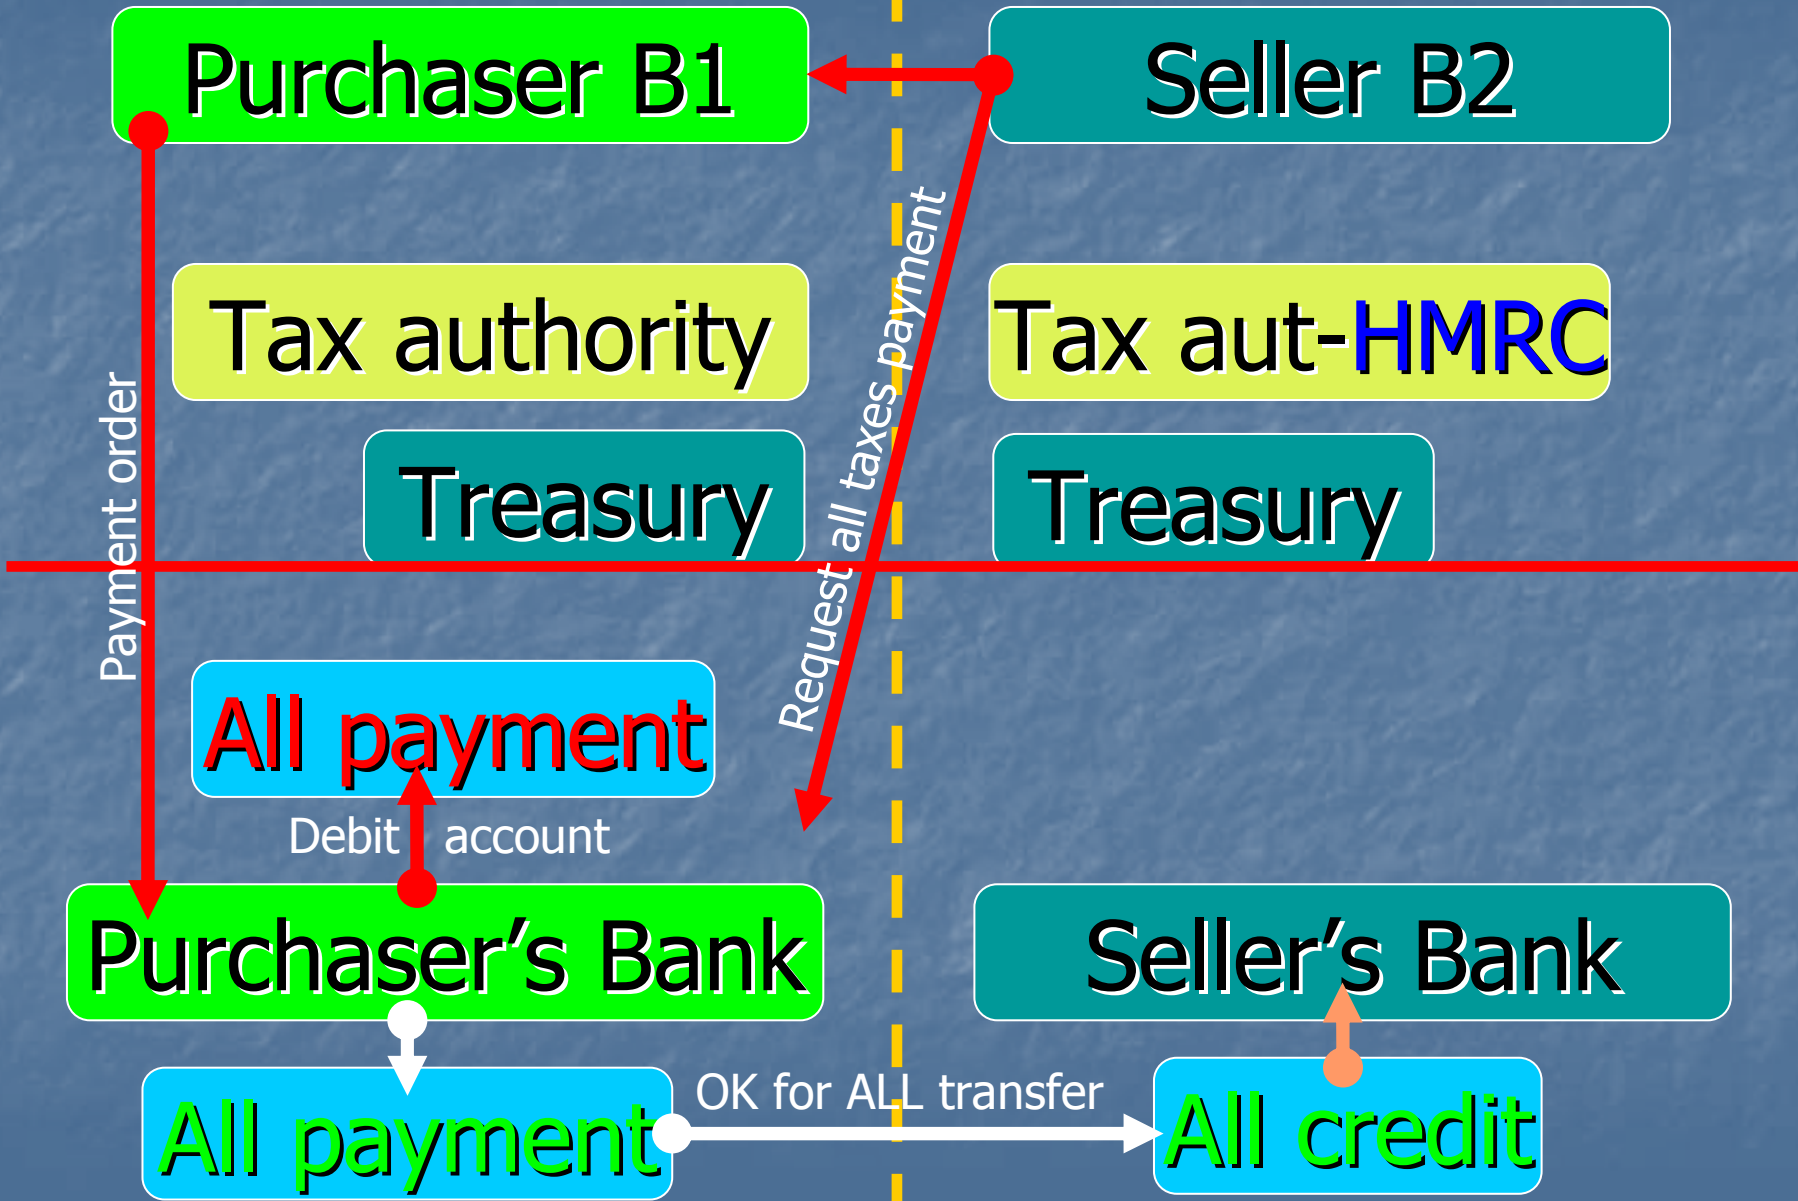 Purchaser B1
Seller B2
Tax authority
Tax aut-HMRC
Treasury
Treasury
Payment order
Request all taxes payment
All payment
Debit account
Purchaser’s Bank
Seller’s Bank
All payment
OK for ALL transfer
All credit